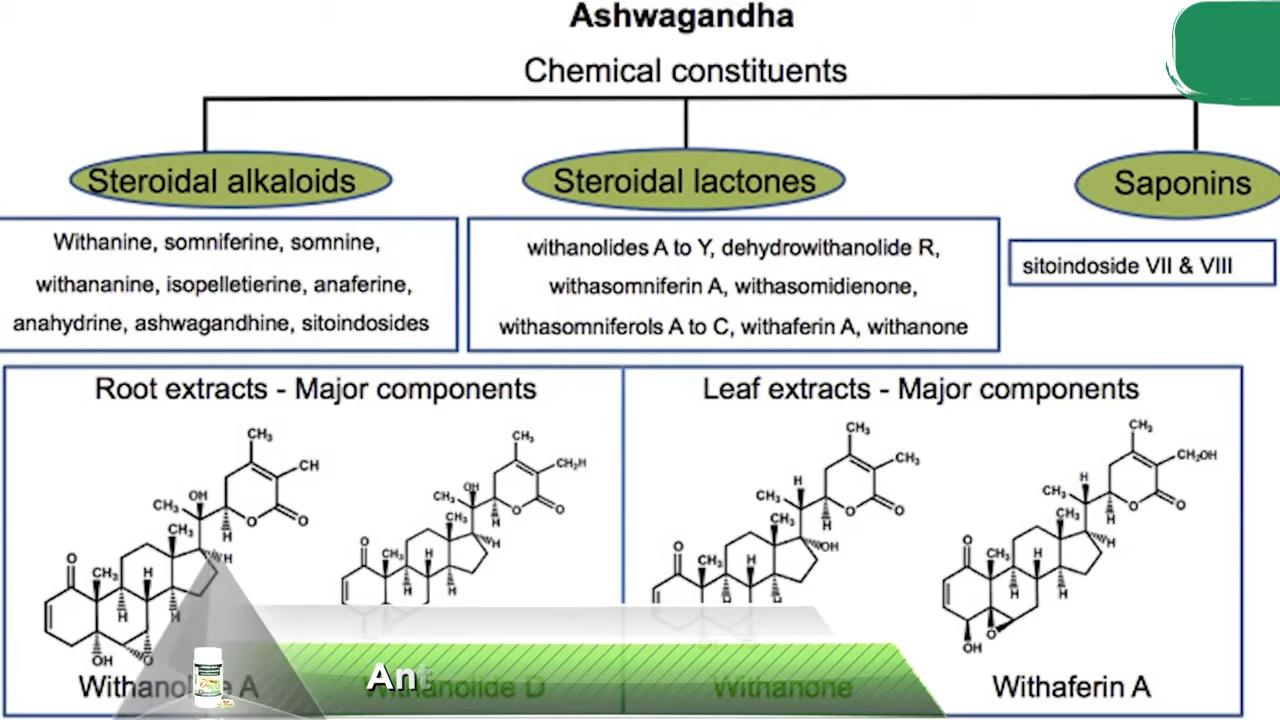 Ashwagandha
Chemical constituents
Steroidal alkaloids
Steroidal lactones
Saponins
Withanine, somniferine, somnine,
withananine, isopelletierine, anaferine,
anahydrine, ashwagandhine, sitoindosides
withanolides A to Y, dehydrowithanolide R,
withasomniferin A, withasomidienone,
withasomniferols A to C, withaferin A, withanone
sitoindoside VII & VIII
Root extracts - Major components
CH₃
CH
OH
CH₃
O
O
H
CH₃
H
O
CH₃
H
H
H
OH
O
CH₃
CH₂H
OH
CH₃
O
O
H
CH₃
H
O
CH₃
H
H
H
Leaf extracts - Major components
CH₃
CH₃
H
CH₃
O
O
H
CH₃
OH
O
CH₃
H
CH₃
CH₂OH
H
CH₃
O
O
H
CH₃
H
O
CH₃
H
H
H
O
OH
A
Withanolide D
Withanone
Withaferin A
Ant